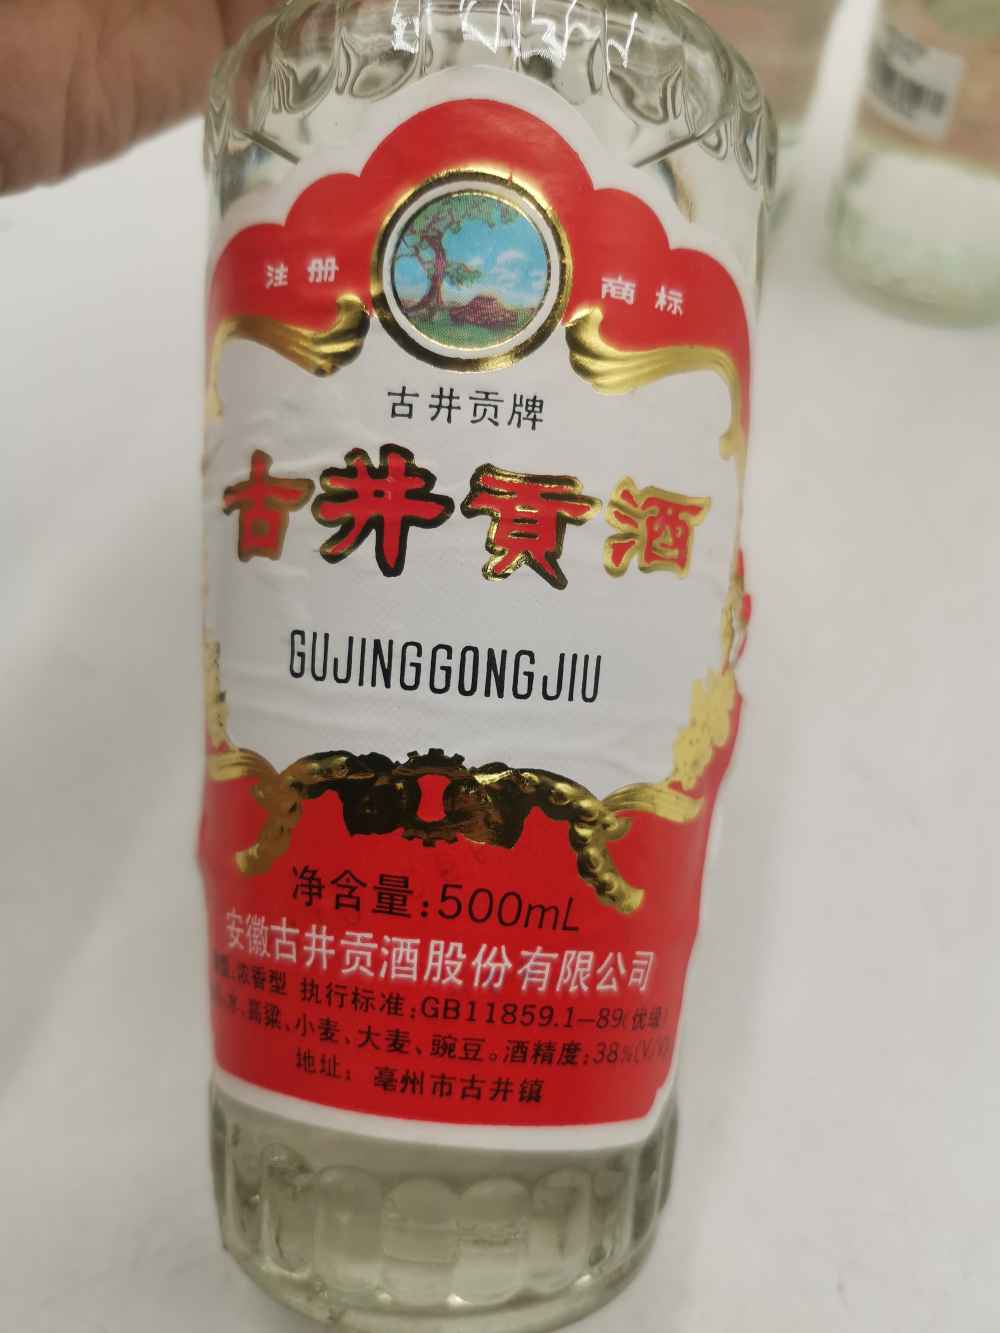 注册 商标
古井贡牌
古井贡酒
GUJINGGONGJIU
净含量:500mL
安徽古井贡酒股份有限公司
浓香型 执行标准:GB11859.1-89(优级)
水、高粱、小麦、大麦、豌豆。酒精度:38%(V/V)
地址: 亳州市古井镇